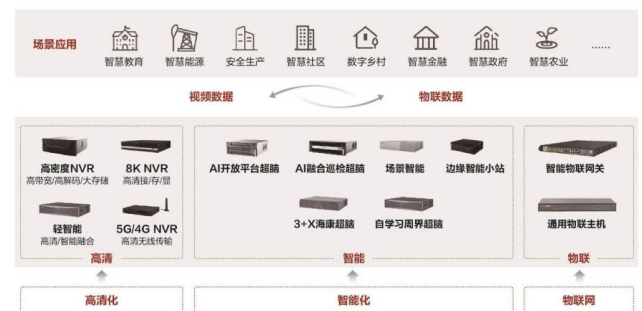 场景应用
智慧教育 智慧能源 安全生产 智慧社区 数字乡村 智慧金融 智慧政府 智慧农业 ......
视频数据 物联数据
高密度NVR 8K NVR AI开放平台超脑 AI融合巡检超脑 场景智能 边缘智能小站 智能物联网关
高带宽/高解码/大存储 高清接/存/显
轻智能 5G/4G NVR 3+X海康超脑 自学习周界超脑 通用物联主机
高清/智能融合 高清无线传输
高清 智能 物联
高清化 智能化 物联网